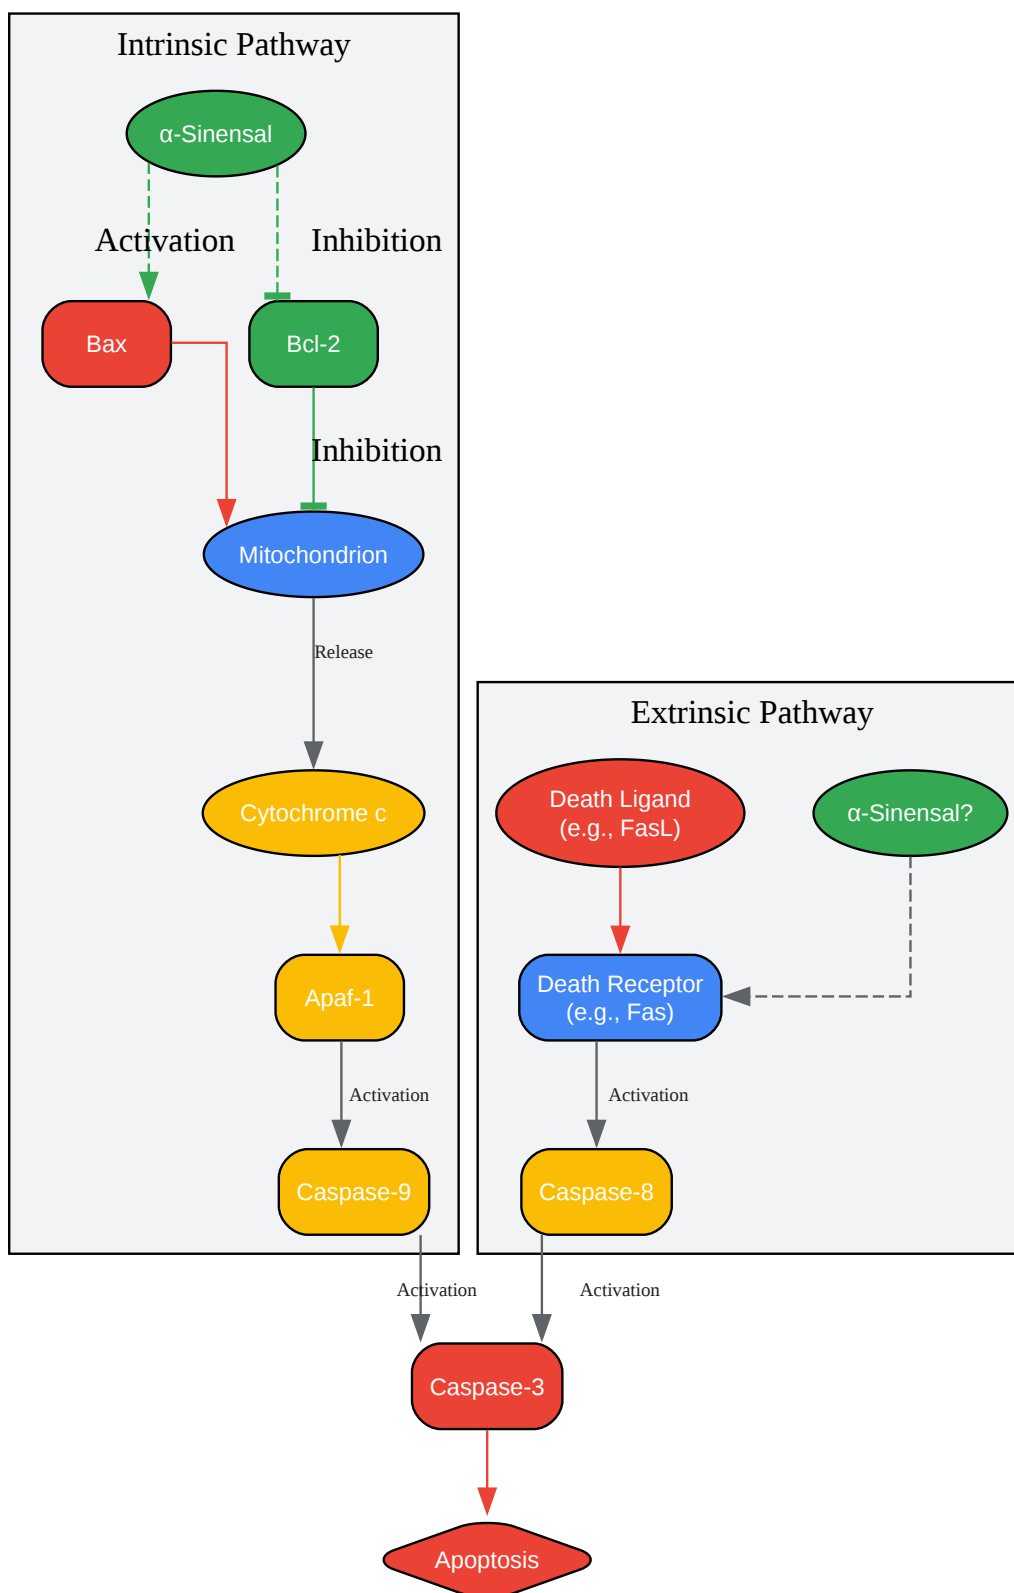 Intrinsic Pathway
α-Sinensal
Activation
Inhibition
Bax
Bcl-2
Inhibition
Mitochondrion
Release
Cytochrome c
Apaf-1
Activation
Caspase-9
Extrinsic Pathway
Death Ligand
(e.g., FasL)
α-Sinensal?
Death Receptor
(e.g., Fas)
Activation
Caspase-8
Activation
Activation
Caspase-3
Apoptosis